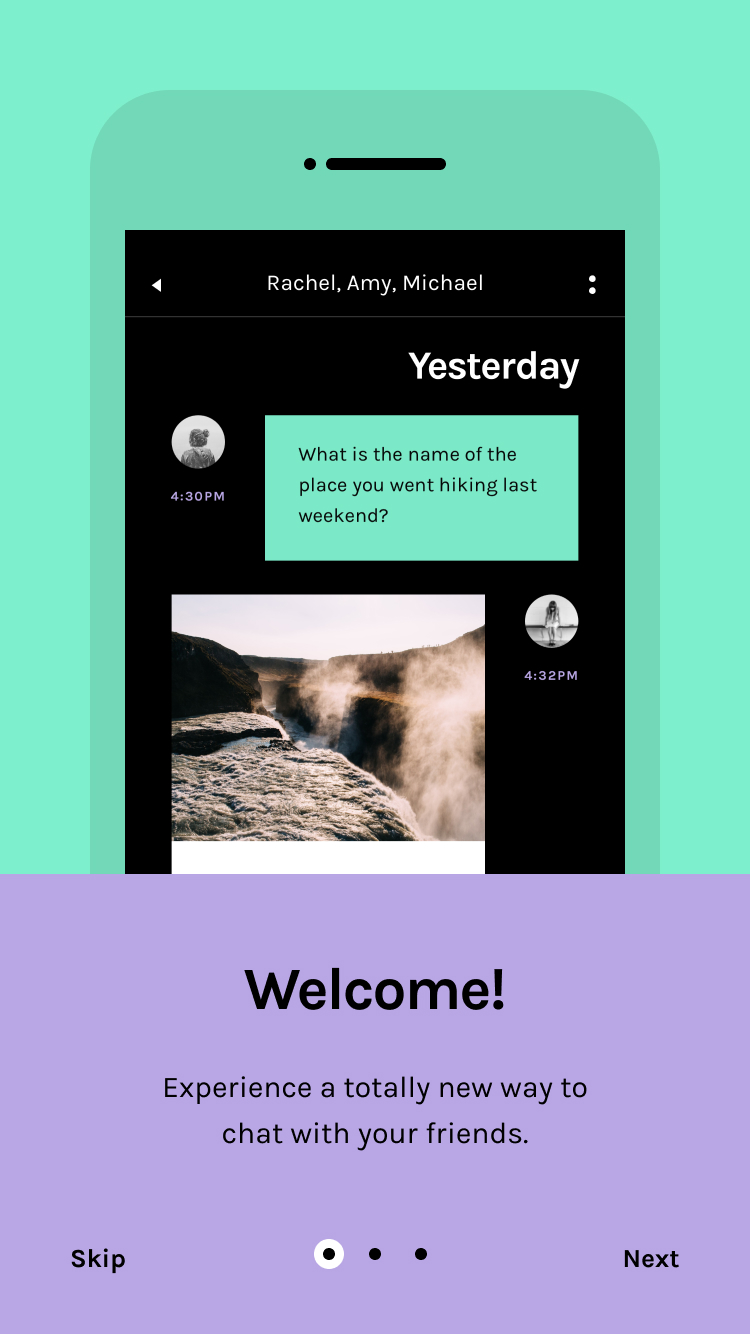 Rachel, Amy, Michael
Yesterday
What is the name of the
place you went hiking last
weekend?
4:30PM
4:32PM
Welcome!
Experience a totally new way to
chat with your friends.
Skip
Next